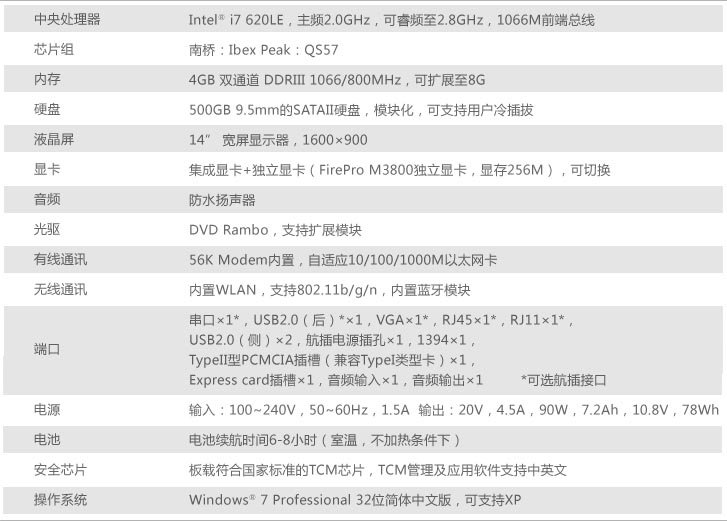 中央处理器 Intel® i7 620LE，主频2.0GHz，可睿频至2.8GHz，1066M前端总线
芯片组 南桥：Ibex Peak：QS57
内存 4GB 双通道 DDRIII 1066/800MHz，可扩展至8G
硬盘 500GB 9.5mm的SATAII硬盘，模块化，可支持用户冷插拔
液晶屏 14” 宽屏显示器，1600×900
显卡 集成显卡+独立显卡（FirePro M3800独立显卡，显存256M），可切换
音频 防水扬声器
光驱 DVD Rambo，支持扩展模块
有线通讯 56K Modem内置，自适应10/100/1000M以太网卡
无线通讯 内置WLAN，支持802.11b/g/n，内置蓝牙模块
端口 串口×1*，USB2.0（后）*×1，VGA×1*，RJ45×1*，RJ11×1*，
USB2.0（侧）×2，航插电源插孔×1，1394×1，
TypeII型PCMCIA插槽（兼容TypeI类型卡）×1，
Express card插槽×1，音频输入×1，音频输出×1 *可选航插接口
电源 输入：100~240V，50~60Hz，1.5A 输出：20V，4.5A，90W，7.2Ah，10.8V，78Wh
电池 电池续航时间6-8小时（室温，不加热条件下）
安全芯片 板载符合国家标准的TCM芯片，TCM管理及应用软件支持中英文
操作系统 Windows® 7 Professional 32位简体中文版，可支持XP